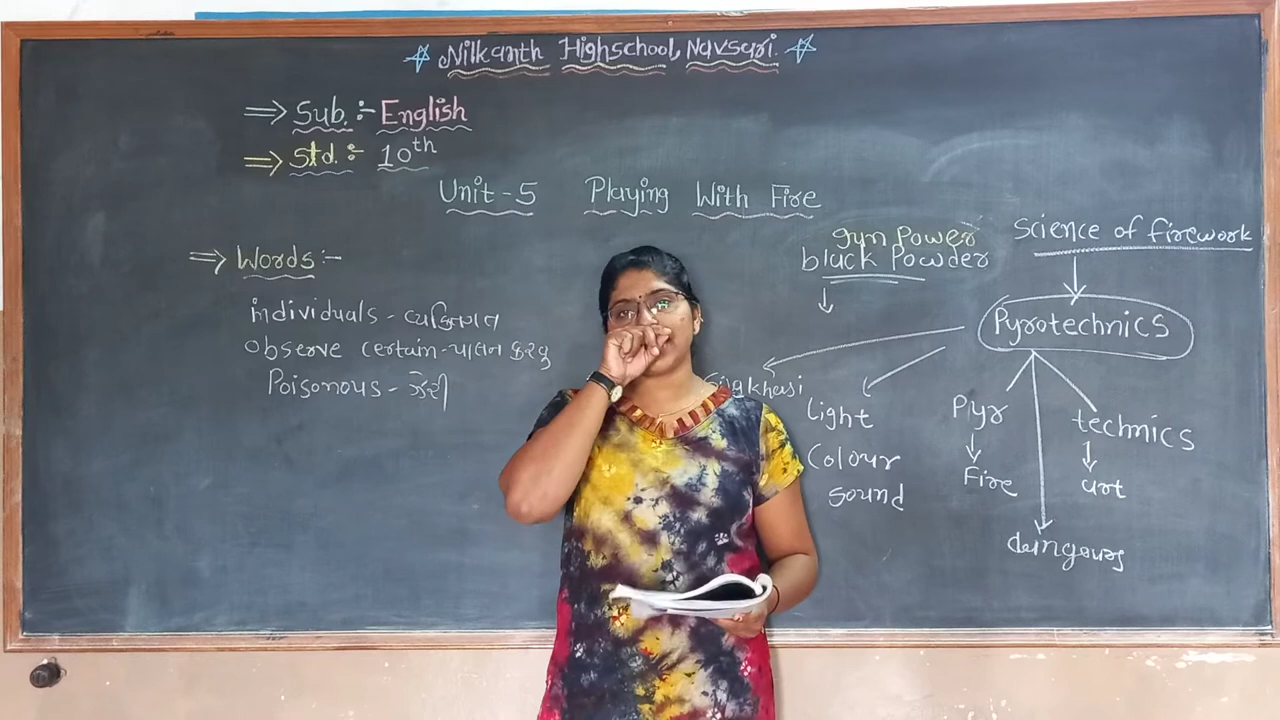 Nilkanth Highschool, Navsari.
⇒ Sub. :- English
⇒ Std. :- 10th
Unit-5 Playing With Fire
⇒ Words :-
individuals - વ્યક્તિગત
Observe certain - પાલન કરવુ
Poisonous - ઝેરી
gun Power
black Powder
Science of firework
Pyrotechnics
light
Colour
sound
Pyr
Fire
technics
art